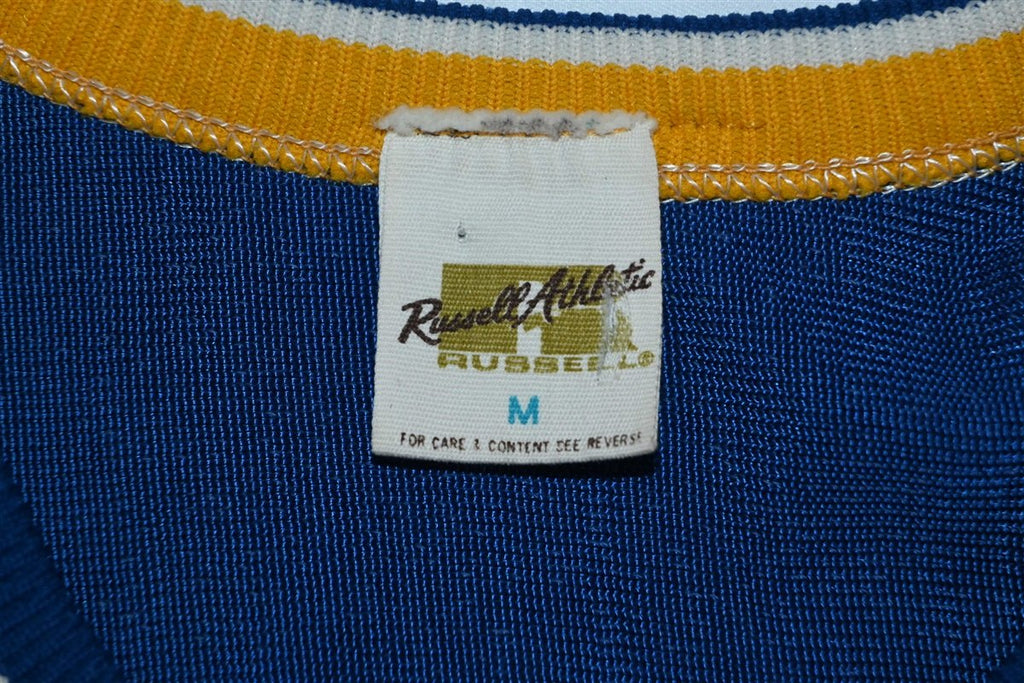 Russell Athletic
RUSSELL®
M
FOR CARE & CONTENT SEE REVERSE